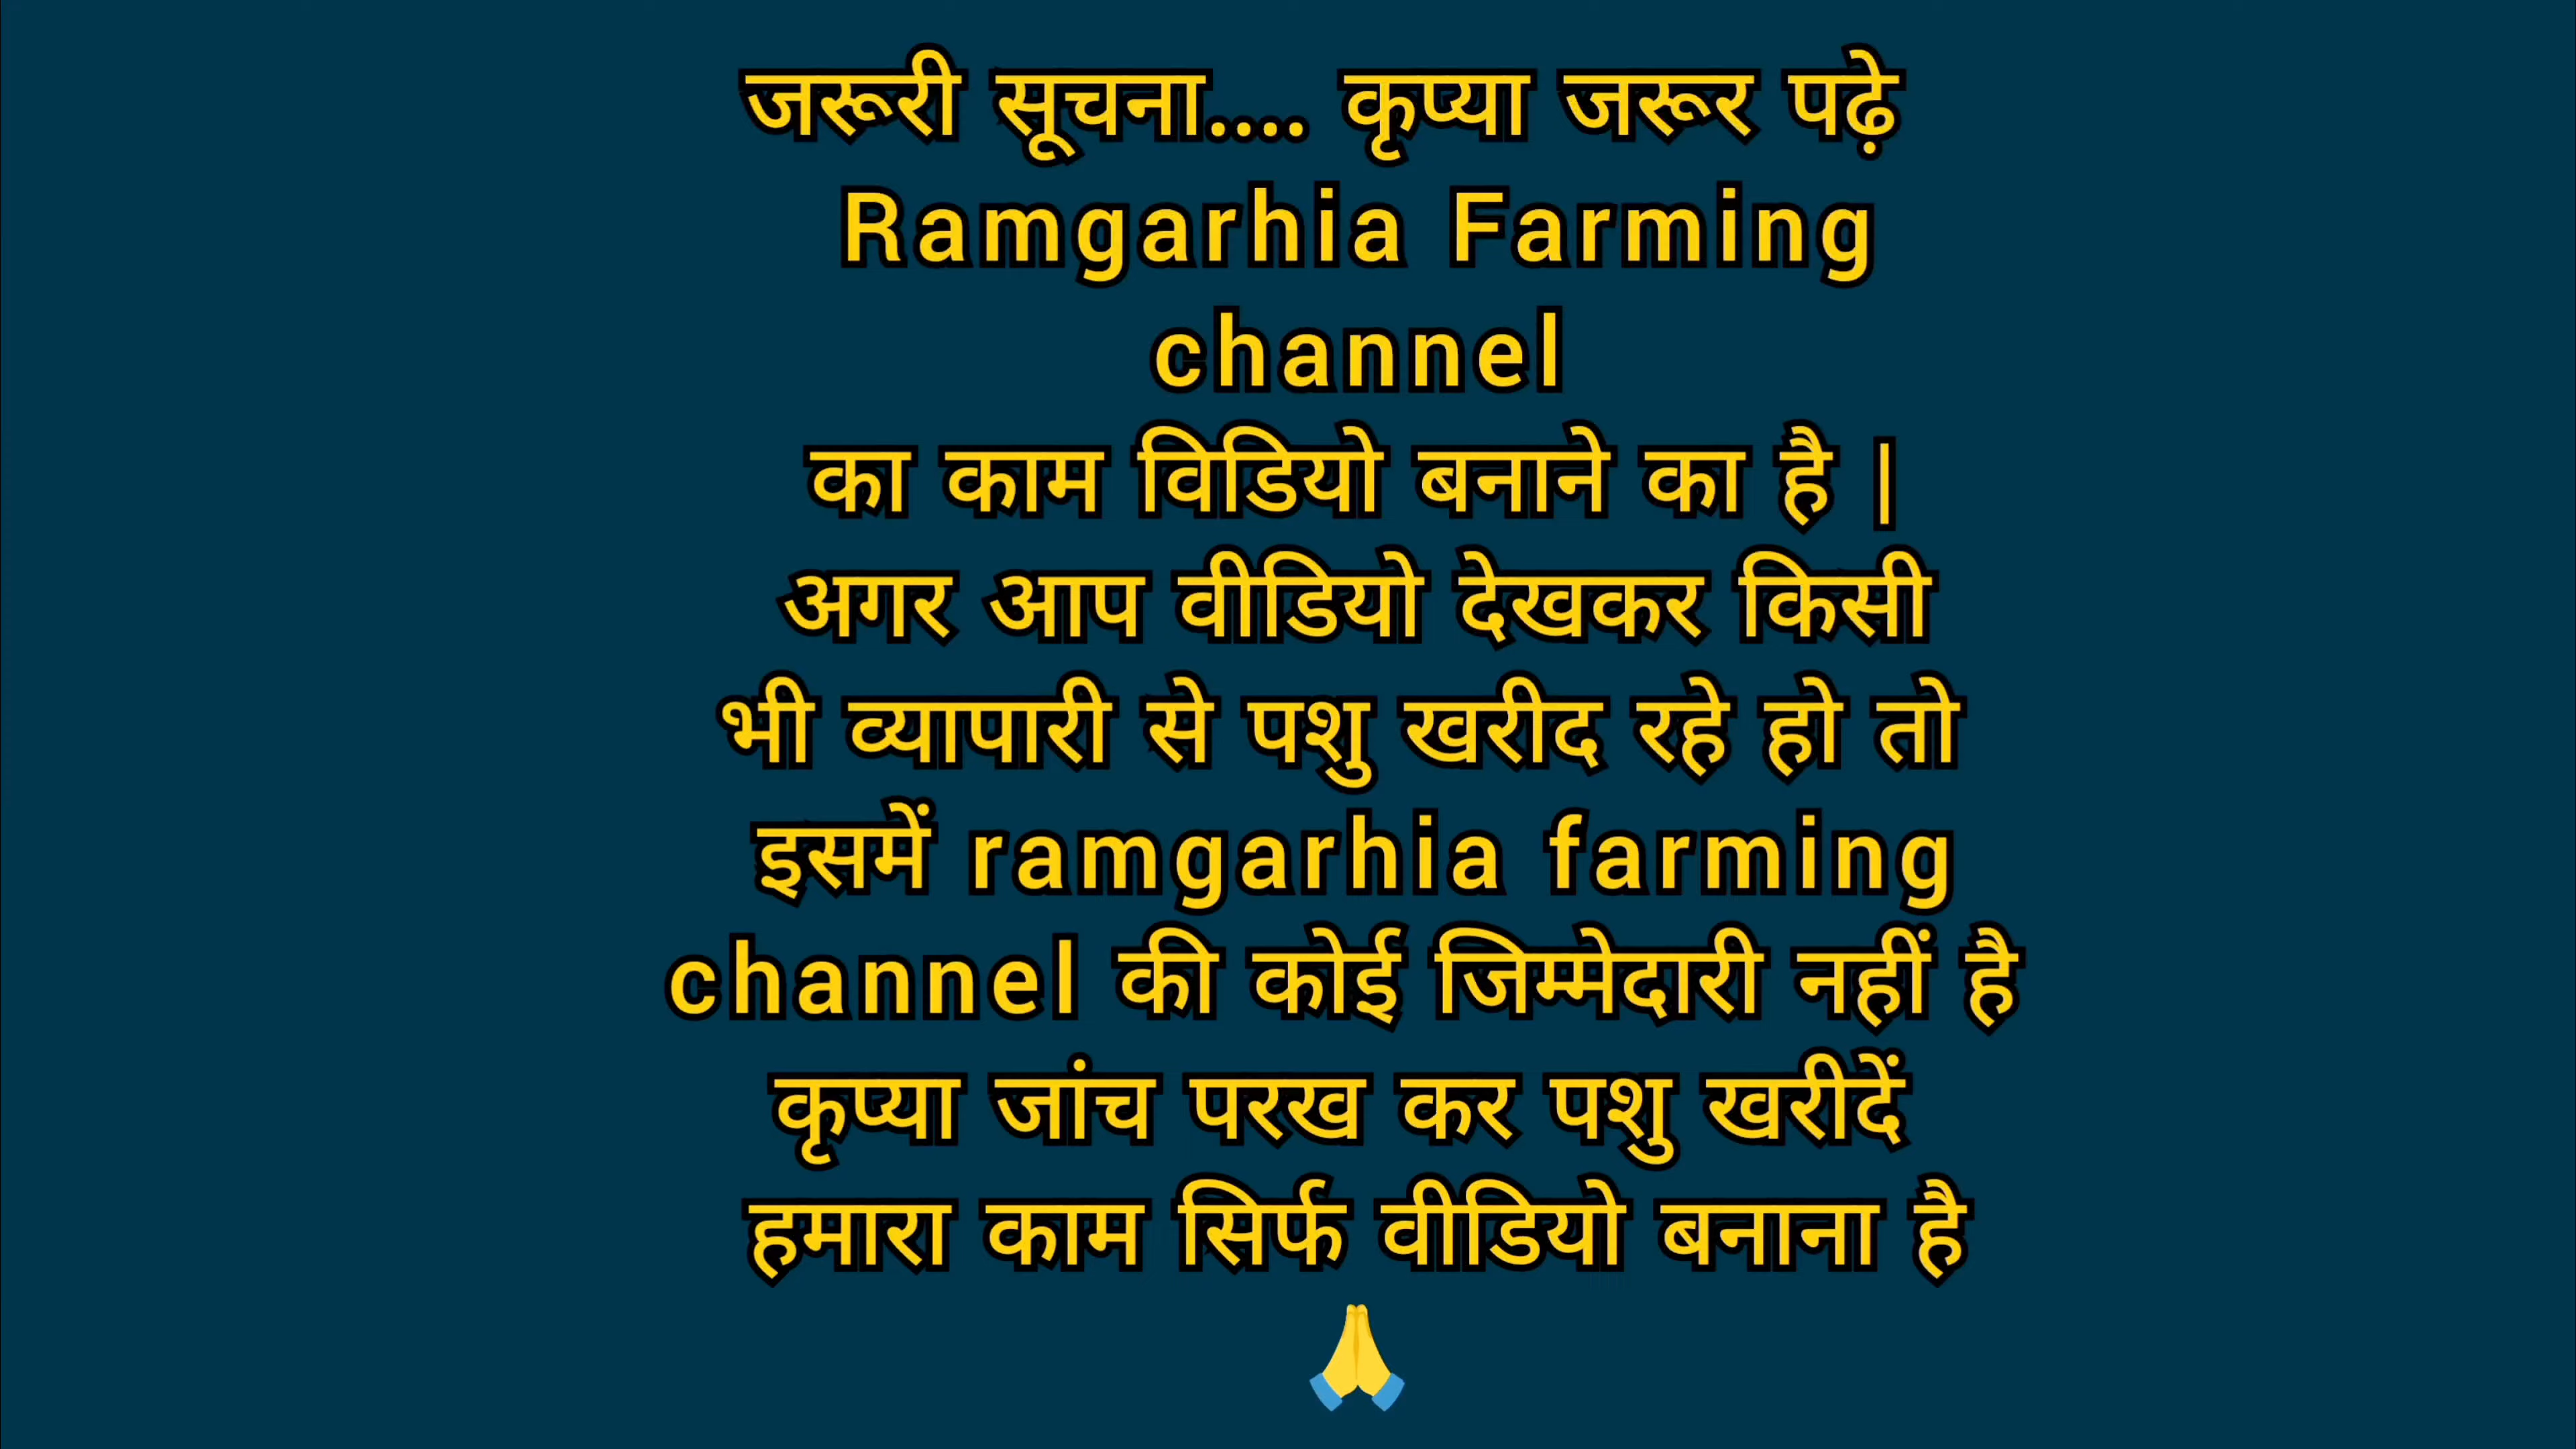 जरूरी सूचना.... कृप्या जरूर पढ़े
Ramgarhia Farming
channel
का काम विडियो बनाने का है |
अगर आप वीडियो देखकर किसी
भी व्यापारी से पशु खरीद रहे हो तो
इसमें ramgarhia farming
channel की कोई जिम्मेदारी नहीं है
कृप्या जांच परख कर पशु खरीदें
हमारा काम सिर्फ वीडियो बनाना है
🙏